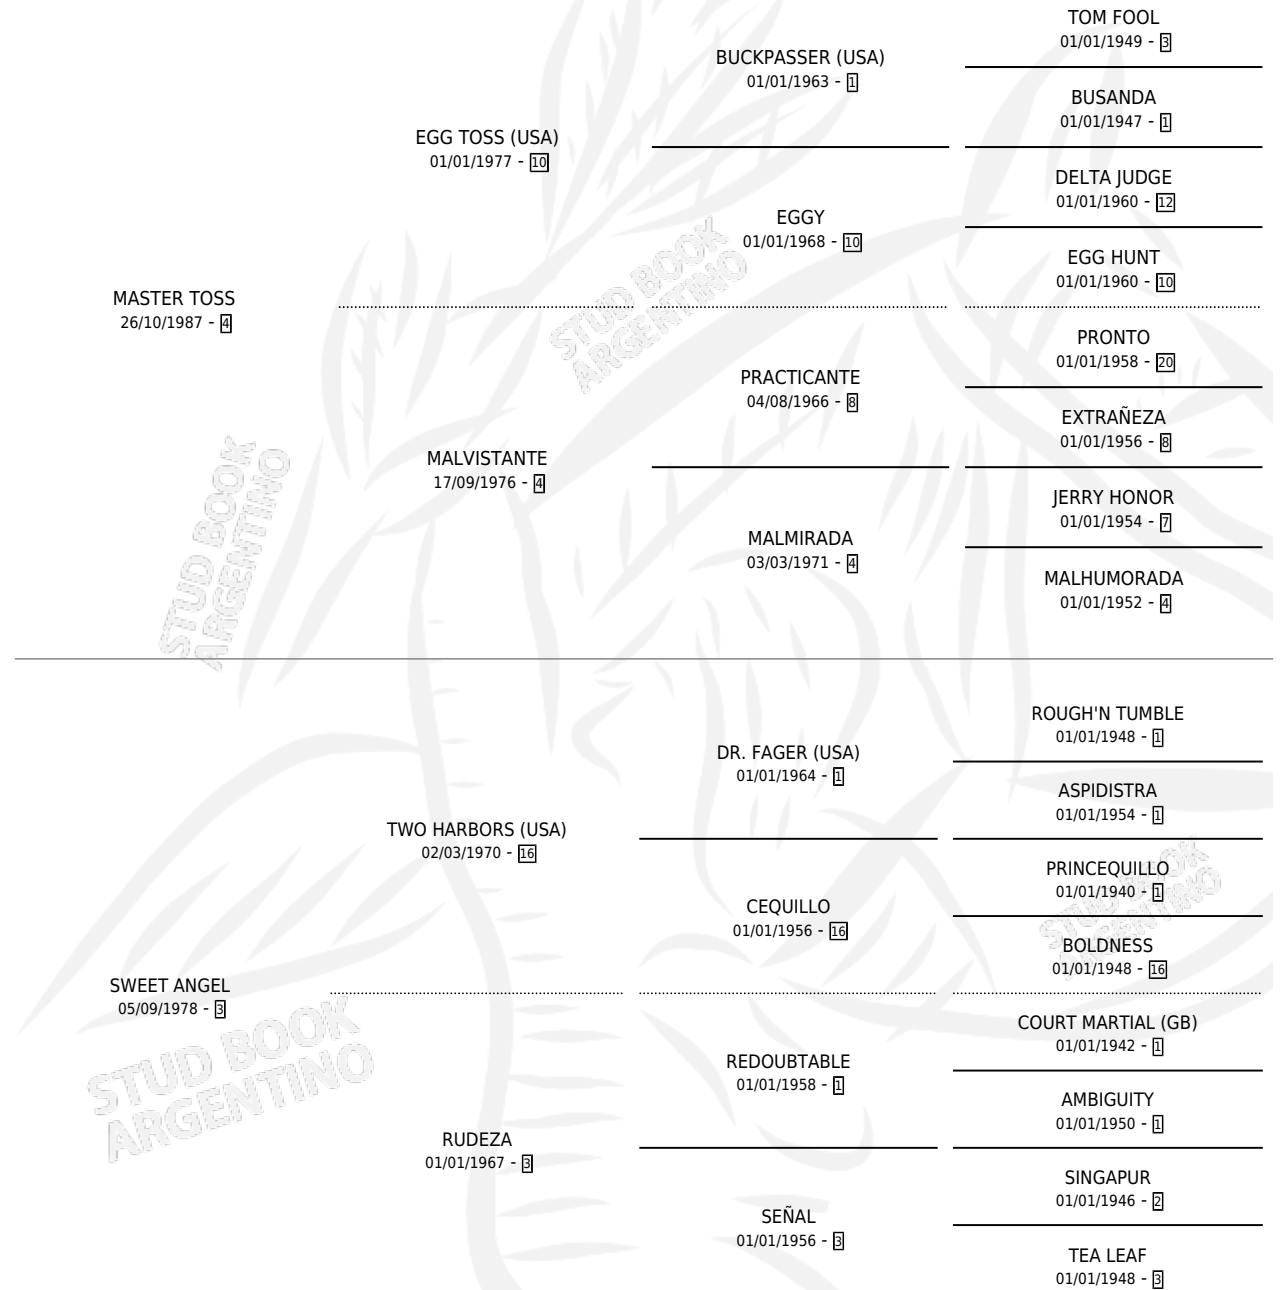 TOM FOOL
01/01/1949 - 3
BUCKPASSER (USA)
01/01/1963 - 1
BUSANDA
01/01/1947 - 1
EGG TOSS (USA)
01/01/1977 - 10
DELTA JUDGE
01/01/1960 - 12
EGGY
01/01/1968 - 10
EGG HUNT
01/01/1960 - 10
MASTER TOSS
26/10/1987 - 4
PRONTO
01/01/1958 - 20
PRACTICANTE
04/08/1966 - 8
EXTRAÑEZA
01/01/1956 - 8
MALVISTANTE
17/09/1976 - 4
JERRY HONOR
01/01/1954 - 7
MALMIRADA
03/03/1971 - 4
MALHUMORADA
01/01/1952 - 4
ROUGH'N TUMBLE
01/01/1948 - 1
DR. FAGER (USA)
01/01/1964 - 1
ASPIDISTRA
01/01/1954 - 1
TWO HARBORS (USA)
02/03/1970 - 16
PRINCEQUILLO
01/01/1940 - 1
CEQUILLO
01/01/1956 - 16
BOLDNESS
01/01/1948 - 16
SWEET ANGEL
05/09/1978 - 3
COURT MARTIAL (GB)
01/01/1942 - 1
REDOUBTABLE
01/01/1958 - 1
AMBIGUITY
01/01/1950 - 1
RUDEZA
01/01/1967 - 3
SINGAPUR
01/01/1946 - 2
SEÑAL
01/01/1956 - 3
TEA LEAF
01/01/1948 - 3
STUD BOOK
ARGENTINO
STUD BOOK
ARGENTINO
STUD BOOK
ARGENTINO
STUD BOOK
ARGENTINO